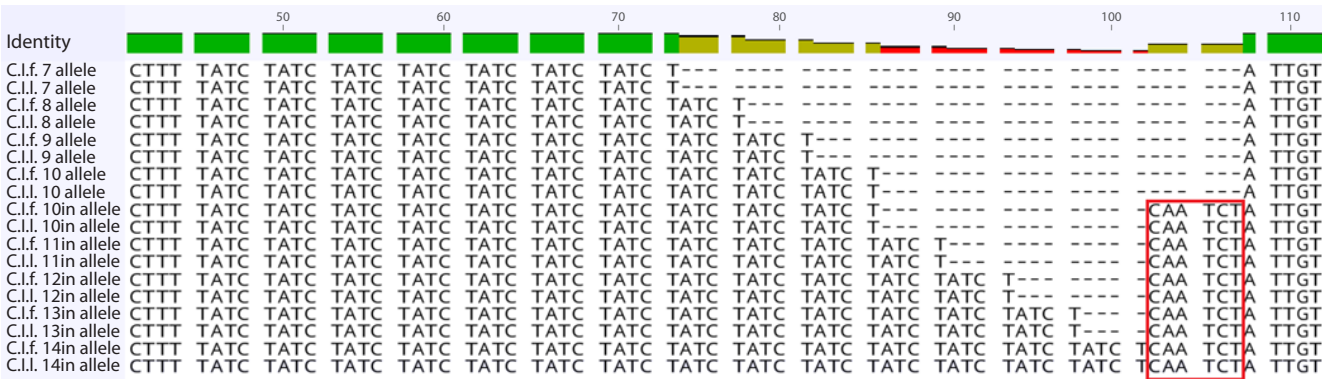 50 60 70 80 90 100 110
Identity
C.l.f. 7 allele CTTT TATC TATC TATC TATC TATC TATC TATC T--- ---- ---- ---- ---- ---- ---- ---- ---A TTGT
C.l.l. 7 allele CTTT TATC TATC TATC TATC TATC TATC TATC T--- ---- ---- ---- ---- ---- ---- ---- ---A TTGT
C.l.f. 8 allele CTTT TATC TATC TATC TATC TATC TATC TATC TATC T--- ---- ---- ---- ---- ---- ---- ---A TTGT
C.l.l. 8 allele CTTT TATC TATC TATC TATC TATC TATC TATC TATC T--- ---- ---- ---- ---- ---- ---- ---A TTGT
C.l.f. 9 allele CTTT TATC TATC TATC TATC TATC TATC TATC TATC TATC T--- ---- ---- ---- ---- ---- ---A TTGT
C.l.l. 9 allele CTTT TATC TATC TATC TATC TATC TATC TATC TATC TATC T--- ---- ---- ---- ---- ---- ---A TTGT
C.l.f. 10 allele CTTT TATC TATC TATC TATC TATC TATC TATC TATC TATC TATC T--- ---- ---- ---- ---- ---A TTGT
C.l.l. 10 allele CTTT TATC TATC TATC TATC TATC TATC TATC TATC TATC TATC T--- ---- ---- ---- ---- ---A TTGT
C.l.f. 10in allele CTTT TATC TATC TATC TATC TATC TATC TATC TATC TATC TATC T--- ---- ---- ---- -CAA TCTA TTGT
C.l.l. 10in allele CTTT TATC TATC TATC TATC TATC TATC TATC TATC TATC TATC T--- ---- ---- ---- -CAA TCTA TTGT
C.l.f. 11in allele CTTT TATC TATC TATC TATC TATC TATC TATC TATC TATC TATC TATC T--- ---- ---- -CAA TCTA TTGT
C.l.l. 11in allele CTTT TATC TATC TATC TATC TATC TATC TATC TATC TATC TATC TATC T--- ---- ---- -CAA TCTA TTGT
C.l.f. 12in allele CTTT TATC TATC TATC TATC TATC TATC TATC TATC TATC TATC TATC TATC T--- ---- -CAA TCTA TTGT
C.l.l. 12in allele CTTT TATC TATC TATC TATC TATC TATC TATC TATC TATC TATC TATC TATC T--- ---- -CAA TCTA TTGT
C.l.f. 13in allele CTTT TATC TATC TATC TATC TATC TATC TATC TATC TATC TATC TATC TATC TATC T--- -CAA TCTA TTGT
C.l.l. 13in allele CTTT TATC TATC TATC TATC TATC TATC TATC TATC TATC TATC TATC TATC TATC T--- -CAA TCTA TTGT
C.l.f. 14in allele CTTT TATC TATC TATC TATC TATC TATC TATC TATC TATC TATC TATC TATC TATC TATC TCAA TCTA TTGT
C.l.l. 14in allele CTTT TATC TATC TATC TATC TATC TATC TATC TATC TATC TATC TATC TATC TATC TATC TCAA TCTA TTGT